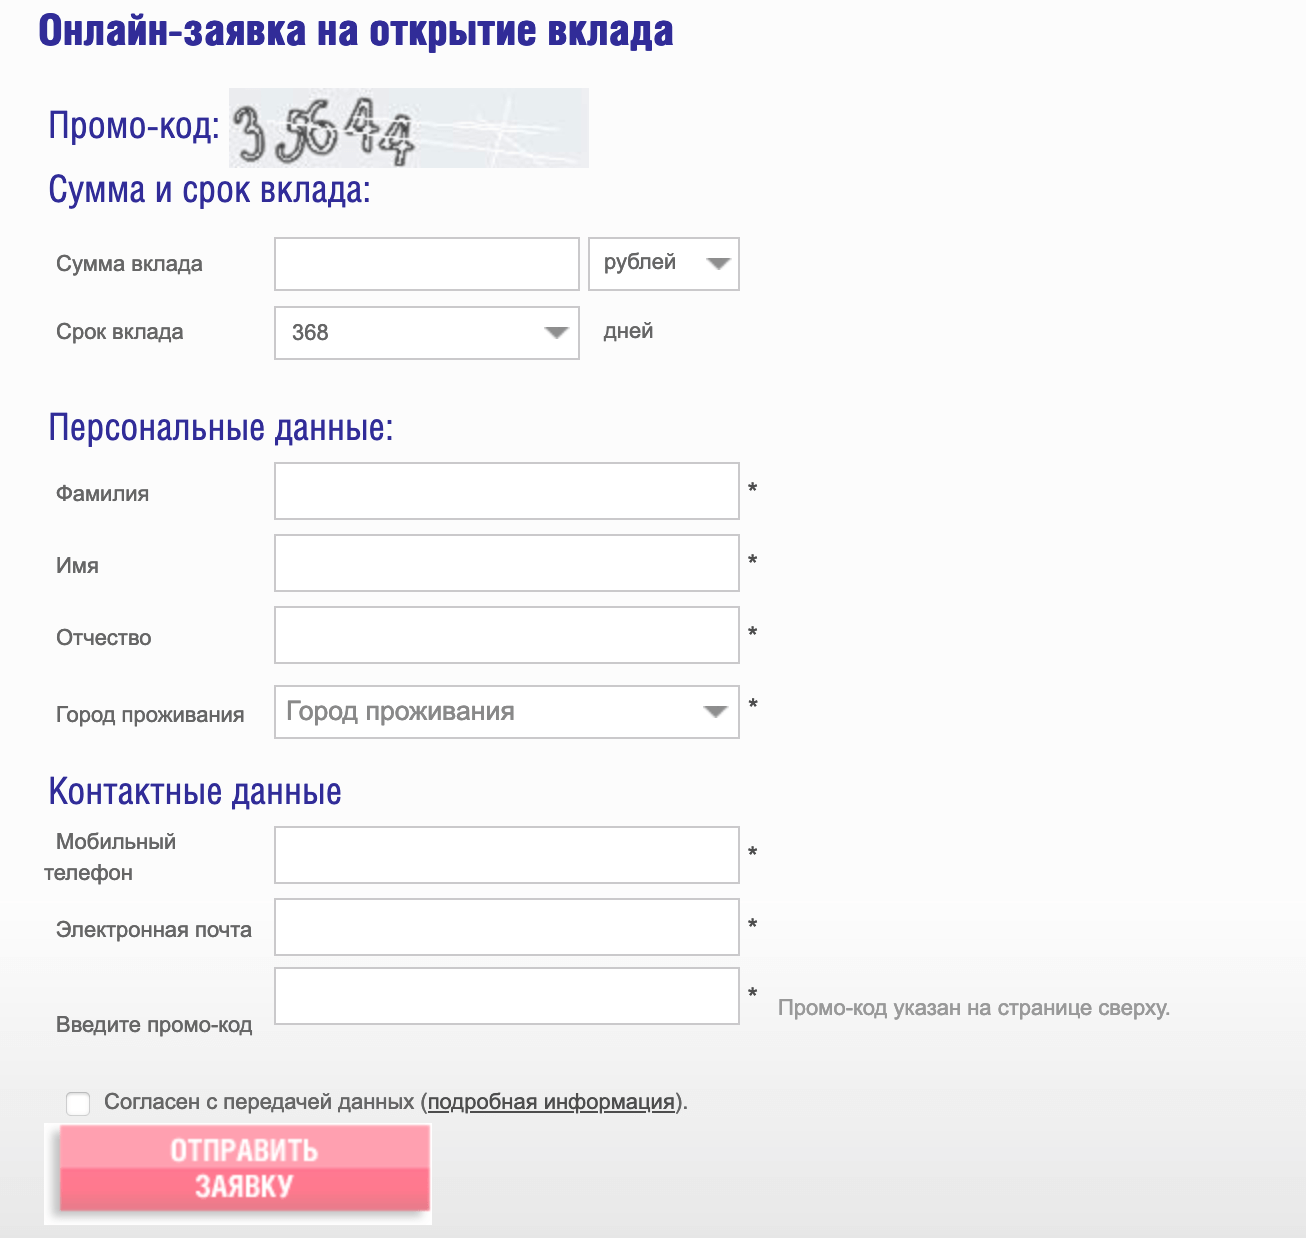 Онлайн-заявка на открытие вклада
Промо-код: 35644
Сумма и срок вклада:
Сумма вклада рублей
Срок вклада 368 дней
Персональные данные:
Фамилия *
Имя *
Отчество *
Город проживания Город проживания *
Контактные данные
Мобильный
телефон *
Электронная почта *
Введите промо-код * Промо-код указан на странице сверху.
Согласен с передачей данных (подробная информация).
ОТПРАВИТЬ
ЗАЯВКУ